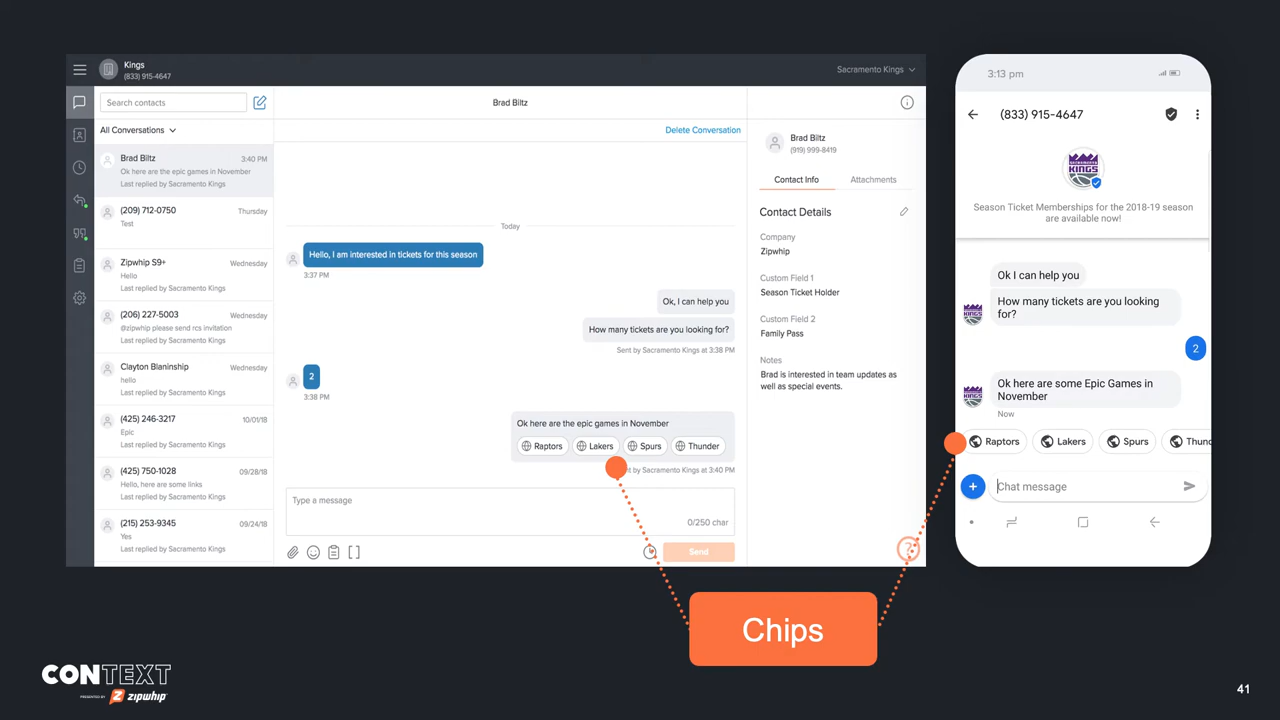 Kings
(833) 915-4647
Sacramento Kings
Search contacts
All Conversations
Brad Biltz
3:40 PM
Ok here are the epic games in November
Last replied by Sacramento Kings
(209) 712-0750
Thursday
Test
Zipwhip S9+
Wednesday
Hello
Last replied by Sacramento Kings
(206) 227-5003
Wednesday
@zipwhip please send rcs invitation
Last replied by Sacramento Kings
Clayton Blaninship
Wednesday
hello
Last replied by Sacramento Kings
(425) 246-3217
10/01/18
Epic
Last replied by Sacramento Kings
(425) 750-1028
09/28/18
Hello, here are some links
Last replied by Sacramento Kings
(215) 253-9345
09/24/18
Yes
Last replied by Sacramento Kings
Brad Biltz
Delete Conversation
Today
Hello, I am interested in tickets for this season
3:37 PM
Ok, I can help you
How many tickets are you looking for?
Sent by Sacramento Kings at 3:38 PM
2
3:38 PM
Ok here are the epic games in November
Raptors Lakers Spurs Thunder
nt by Sacramento Kings at 3:40 PM
Type a message
0/250 char
Send
Brad Biltz
(919) 999-8419
Contact Info Attachments
Contact Details
Company
Zipwhip
Custom Field 1
Season Ticket Holder
Custom Field 2
Family Pass
Notes
Brad is interested in team updates
as well as special events.
?
3:13 pm
(833) 915-4647
SACRAMENTO
KINGS
Season Ticket Memberships for the 2018-19 season
are available now!
Ok I can help you
How many tickets are you looking
for?
2
Ok here are some Epic Games in
November
Now
Raptors Lakers Spurs Thun
Chat message
Chips
CONTEXT
PRESENTED BY zipwhip
41